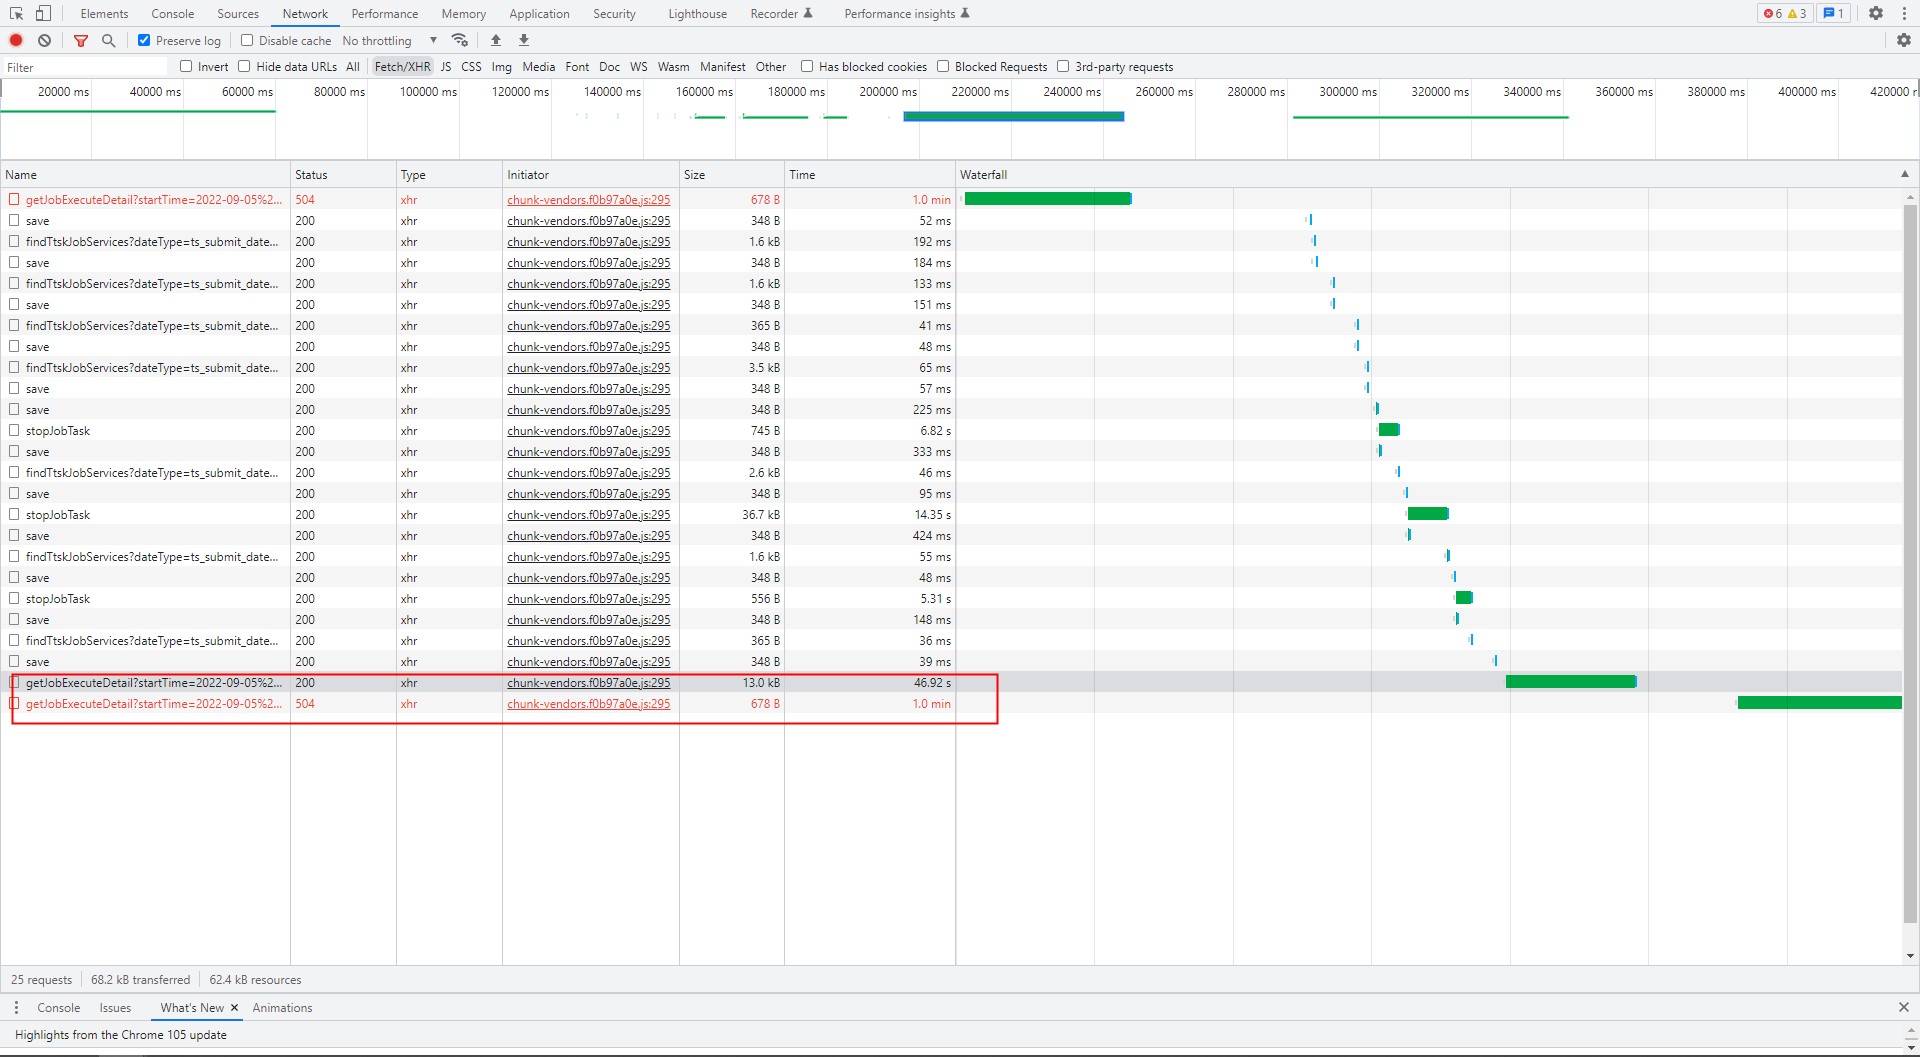 Elements Console Sources Network Performance Memory Application Security Lighthouse Recorder Performance insights 6 3 1
Preserve log Disable cache No throttling
Filter Invert Hide data URLs All Fetch/XHR JS CSS Img Media Font Doc WS Wasm Manifest Other Has blocked cookies Blocked Requests 3rd-party requests
20000 ms 40000 ms 60000 ms 80000 ms 100000 ms 120000 ms 140000 ms 160000 ms 180000 ms 200000 ms 220000 ms 240000 ms 260000 ms 280000 ms 300000 ms 320000 ms 340000 ms 360000 ms 380000 ms 400000 ms 420000 r
Name Status Type Initiator Size Time Waterfall
getJobExecuteDetail?startTime=2022-09-05%2... 504 xhr chunk-vendors.f0b97a0e.js:295 678 B 1.0 min
save 200 xhr chunk-vendors.f0b97a0e.js:295 348 B 52 ms
findTtskJobServices?dateType=ts_submit_date... 200 xhr chunk-vendors.f0b97a0e.js:295 1.6 kB 192 ms
save 200 xhr chunk-vendors.f0b97a0e.js:295 348 B 184 ms
findTtskJobServices?dateType=ts_submit_date... 200 xhr chunk-vendors.f0b97a0e.js:295 1.6 kB 133 ms
save 200 xhr chunk-vendors.f0b97a0e.js:295 348 B 151 ms
findTtskJobServices?dateType=ts_submit_date... 200 xhr chunk-vendors.f0b97a0e.js:295 365 B 41 ms
save 200 xhr chunk-vendors.f0b97a0e.js:295 348 B 48 ms
findTtskJobServices?dateType=ts_submit_date... 200 xhr chunk-vendors.f0b97a0e.js:295 3.5 kB 65 ms
save 200 xhr chunk-vendors.f0b97a0e.js:295 348 B 57 ms
save 200 xhr chunk-vendors.f0b97a0e.js:295 348 B 225 ms
stopJobTask 200 xhr chunk-vendors.f0b97a0e.js:295 745 B 6.82 s
save 200 xhr chunk-vendors.f0b97a0e.js:295 348 B 333 ms
findTtskJobServices?dateType=ts_submit_date... 200 xhr chunk-vendors.f0b97a0e.js:295 2.6 kB 46 ms
save 200 xhr chunk-vendors.f0b97a0e.js:295 348 B 95 ms
stopJobTask 200 xhr chunk-vendors.f0b97a0e.js:295 36.7 kB 14.35 s
save 200 xhr chunk-vendors.f0b97a0e.js:295 348 B 424 ms
findTtskJobServices?dateType=ts_submit_date... 200 xhr chunk-vendors.f0b97a0e.js:295 1.6 kB 55 ms
save 200 xhr chunk-vendors.f0b97a0e.js:295 348 B 48 ms
stopJobTask 200 xhr chunk-vendors.f0b97a0e.js:295 556 B 5.31 s
save 200 xhr chunk-vendors.f0b97a0e.js:295 348 B 148 ms
findTtskJobServices?dateType=ts_submit_date... 200 xhr chunk-vendors.f0b97a0e.js:295 365 B 36 ms
save 200 xhr chunk-vendors.f0b97a0e.js:295 348 B 39 ms
getJobExecuteDetail?startTime=2022-09-05%2... 200 xhr chunk-vendors.f0b97a0e.js:295 13.0 kB 46.92 s
getJobExecuteDetail?startTime=2022-09-05%2... 504 xhr chunk-vendors.f0b97a0e.js:295 678 B 1.0 min
25 requests 68.2 kB transferred 62.4 kB resources
Console Issues What's New Animations
Highlights from the Chrome 105 update